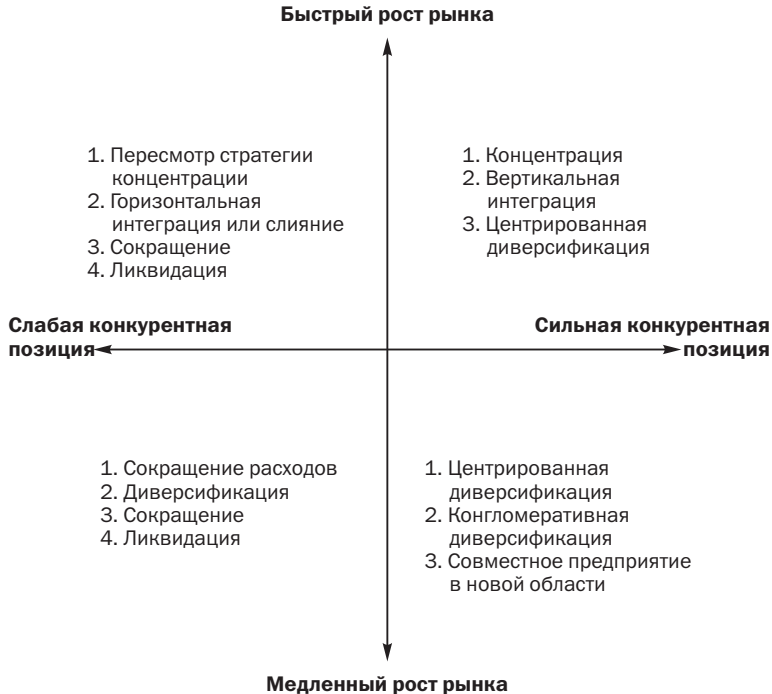 Быстрый рост рынка
1. Пересмотр стратегии
концентрации
2. Горизонтальная
интеграция или слияние
3. Сокращение
4. Ликвидация
1. Концентрация
2. Вертикальная
интеграция
3. Центрированная
диверсификация
Слабая конкурентная
позиция
Сильная конкурентная
позиция
1. Сокращение расходов
2. Диверсификация
3. Сокращение
4. Ликвидация
1. Центрированная
диверсификация
2. Конгломеративная
диверсификация
3. Совместное предприятие
в новой области
Медленный рост рынка